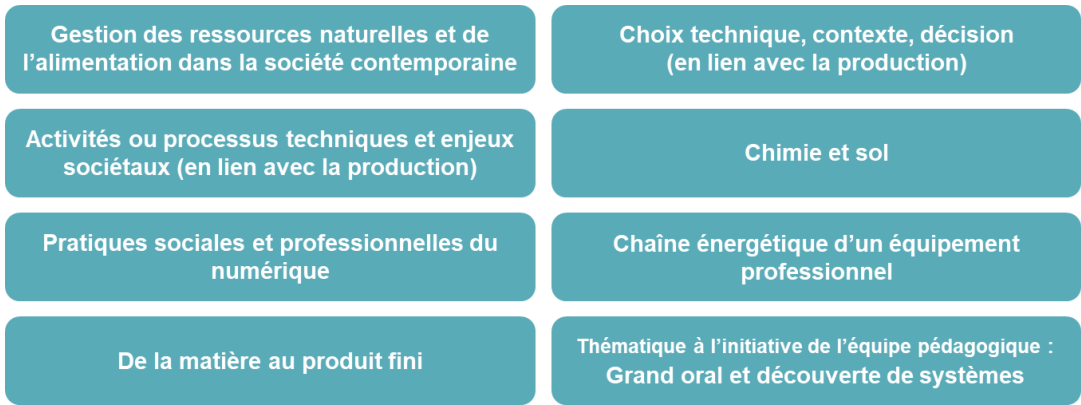 Gestion des ressources naturelles et de
l’alimentation dans la société contemporaine
Choix technique, contexte, décision
(en lien avec la production)
Activités ou processus techniques et enjeux
sociétaux (en lien avec la production)
Chimie et sol
Pratiques sociales et professionnelles du
numérique
Chaîne énergétique d’un équipement
professionnel
De la matière au produit fini
Thématique à l’initiative de l’équipe pédagogique :
Grand oral et découverte de systèmes